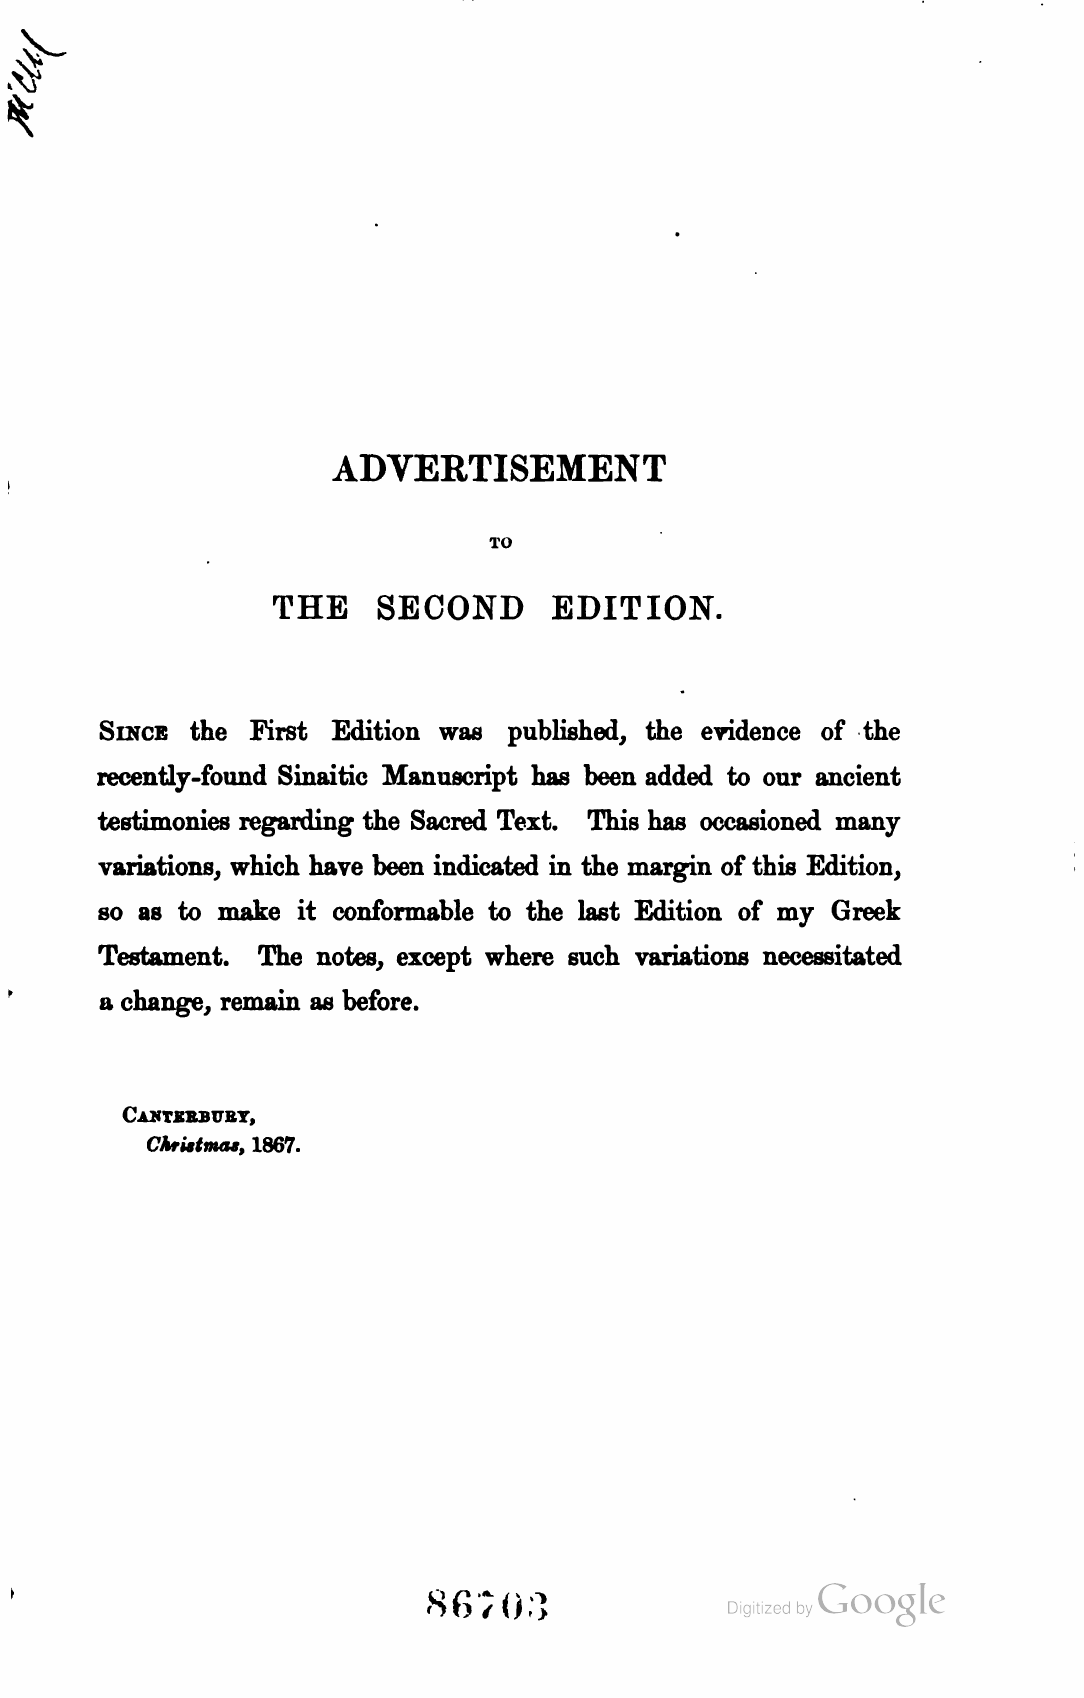 ADVERTISEMENT
TO
THE SECOND EDITION.
SINCE the First Edition was published, the evidence of the
recently-found Sinaitic Manuscript has been added to our ancient
testimonies regarding the Sacred Text. This has occasioned many
variations, which have been indicated in the margin of this Edition,
so as to make it conformable to the last Edition of my Greek
Testament. The notes, except where such variations necessitated
a change, remain as before.
CANTERBURY,
Christmas, 1867.
86703
Digitized by Google